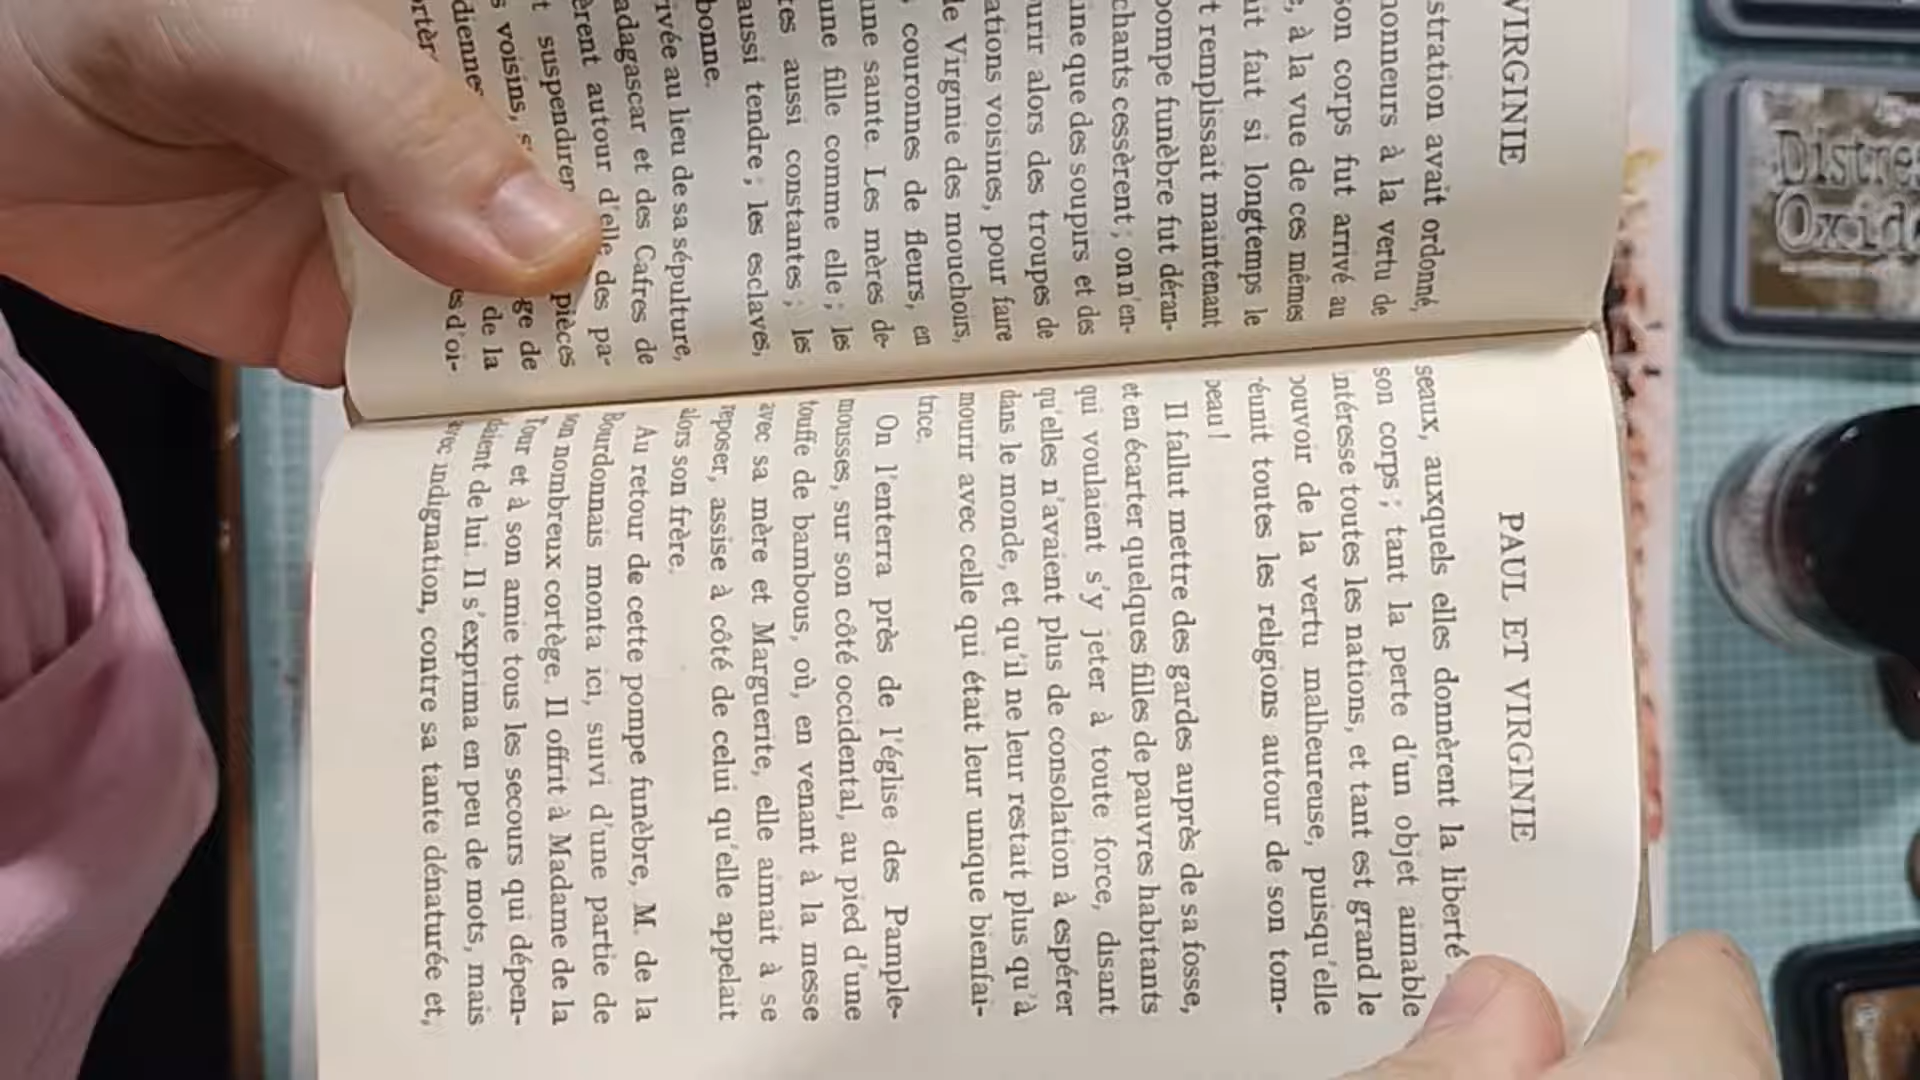 VIRGINIE
stration avait ordonné,
honneurs à la vertu de
son corps fut arrivé au
, à la vue de ces mêmes
ait fait si longtemps le
t remplissait maintenant
pompe funèbre fut déran-
chants cessèrent ; on n'en-
ine que des soupirs et des
urir alors des troupes de
ations voisines, pour faire
de Virginie des mouchoirs,
couronnes de fleurs, en
une sainte. Les mères de-
une fille comme elle ; les
res aussi constantes ; les
aussi tendre ; les esclaves,
bonne.
rivée au lieu de sa sépulture,
adagascar et des Cafres de
èrent autour d'elle des pa-
t suspendirent pièces
s voisins, ge de
diennes de la
ortèr es d'oi-
PAUL ET VIRGINIE
seaux, auxquels elles donnèrent la liberté
son corps ; tant la perte d'un objet aimable
intéresse toutes les nations, et tant est grand le
pouvoir de la vertu malheureuse, puisqu'elle
réunit toutes les religions autour de son tom-
beau !
Il fallut mettre des gardes auprès de sa fosse,
et en écarter quelques filles de pauvres habitants
qui voulaient s'y jeter à toute force, disant
qu'elles n'avaient plus de consolation à espérer
dans le monde, et qu'il ne leur restait plus qu'à
mourir avec celle qui était leur unique bienfai-
trice.
On l'enterra près de l'église des Pample-
mousses, sur son côté occidental, au pied d'une
touffe de bambous, où, en venant à la messe
avec sa mère et Marguerite, elle aimait à se
reposer, assise à côté de celui qu'elle appelait
alors son frère.
Au retour de cette pompe funèbre, M. de la
Bourdonnais monta ici, suivi d'une partie de
son nombreux cortège. Il offrit à Madame de la
Tour et à son amie tous les secours qui dépen-
daient de lui. Il s'exprima en peu de mots, mais
avec indignation, contre sa tante dénaturée et,
Distre
Oxide